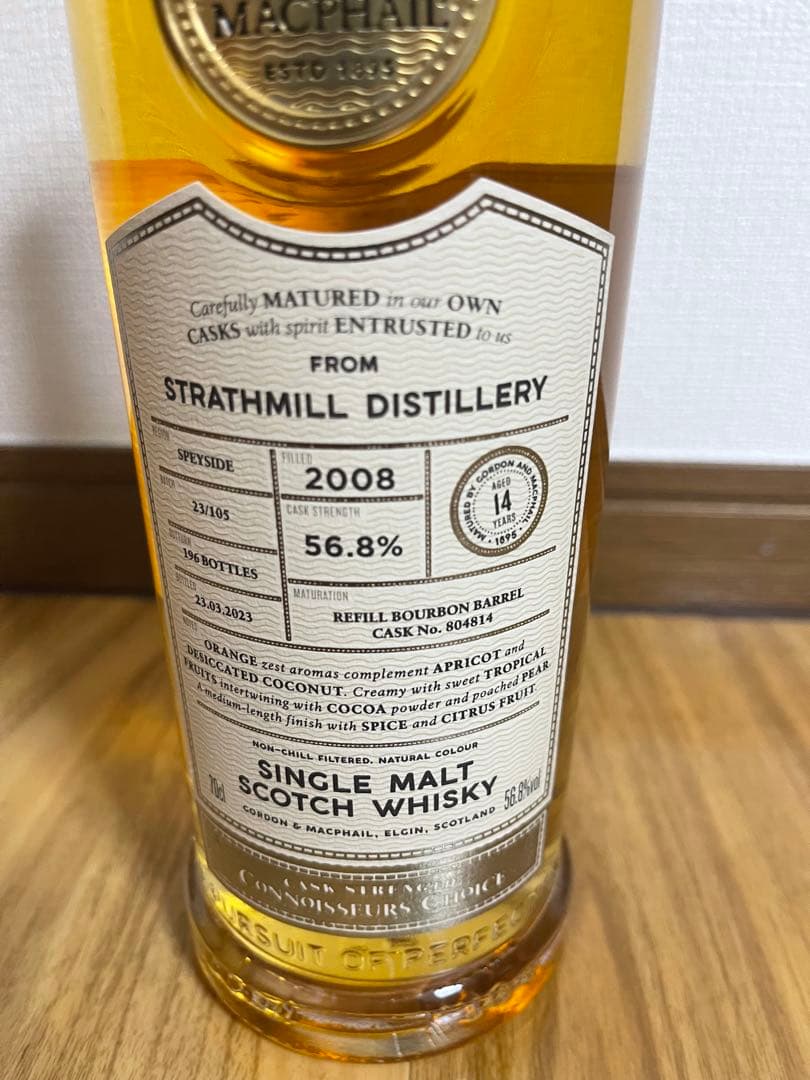 MACPHAIL
ESTD 1895
Carefully MATURED in our OWN
CASKS with spirit ENTRUSTED to us
FROM
STRATHMILL DISTILLERY
REGION
SPEYSIDE
BATCH
23/105
OUTTURN
196 BOTTLES
BOTTLED
23.03.2023
FILLED
2008
CASK STRENGTH
56.8%
MATURED BY GORDON AND MACPHAIL
AGED
14
YEARS
· 1895 ·
MATURATION
REFILL BOURBON BARREL
CASK No. 804814
NOTES
ORANGE zest aromas complement APRICOT and
DESICCATED COCONUT. Creamy with sweet TROPICAL
FRUITS intertwining with COCOA powder and poached PEAR.
A medium-length finish with SPICE and CITRUS FRUIT.
NON-CHILL FILTERED. NATURAL COLOUR
SINGLE MALT
SCOTCH WHISKY
70cl
56.8%vol
GORDON & MACPHAIL, ELGIN, SCOTLAND
CASK STRENGTH
CONNOISSEURS CHOICE
PURSUIT OF PERFEC